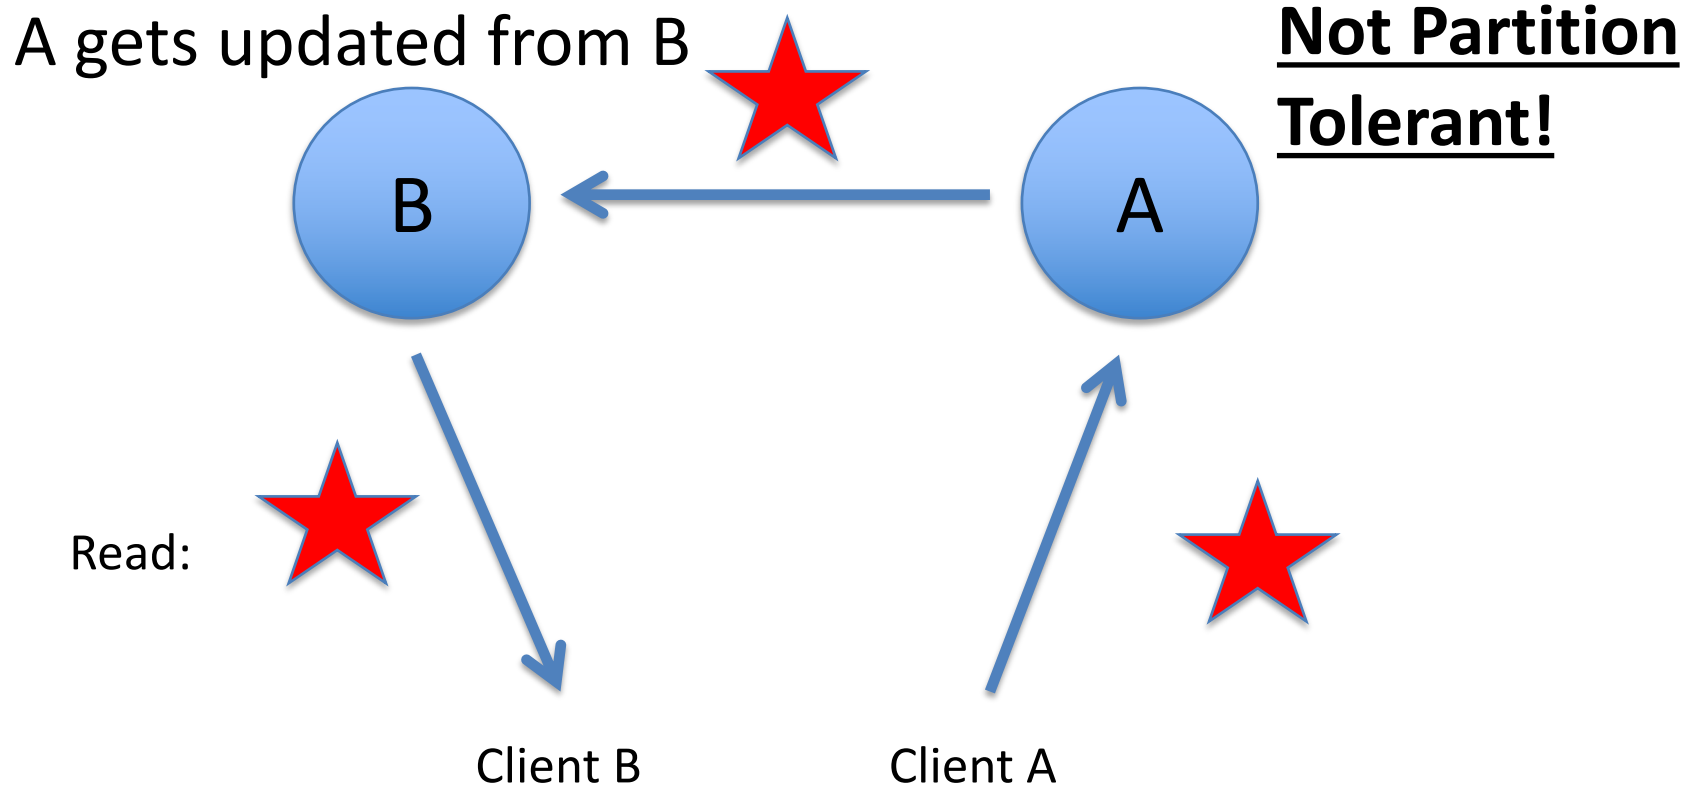 A gets updated from B
Not Partition
Tolerant!
B
A
Read:
Client B
Client A